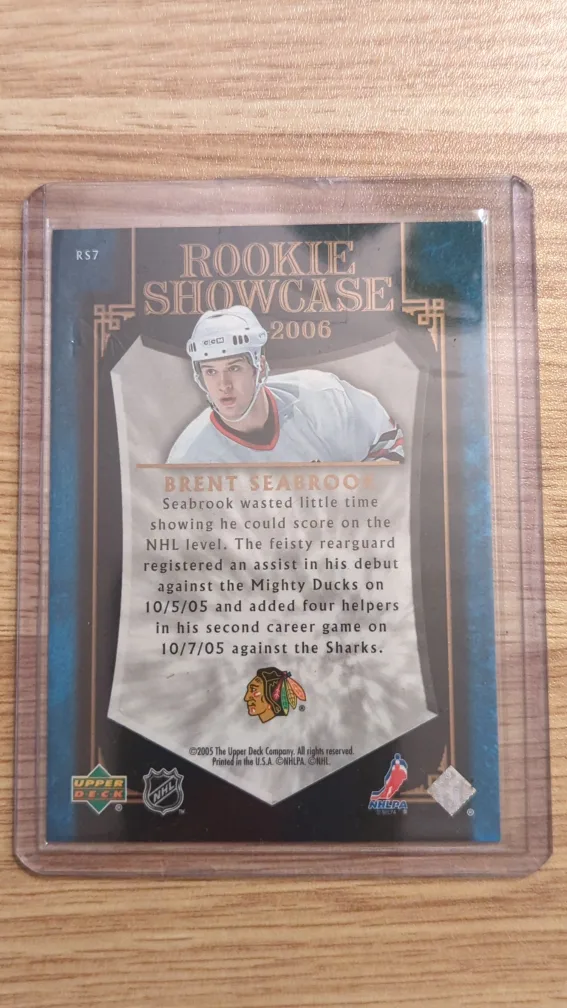 RS7
ROOKIE
SHOWCASE
2006
CCM
BRENT SEABROOK
Seabrook wasted little time
showing he could score on the
NHL level. The feisty rearguard
registered an assist in his debut
against the Mighty Ducks on
10/5/05 and added four helpers
in his second career game on
10/7/05 against the Sharks.
®
©2005 The Upper Deck Company. All rights reserved.
Printed in the U.S.A. ©NHLPA. ©NHL.
UPPER
DECK ®
NHL ™
NHLPA
®